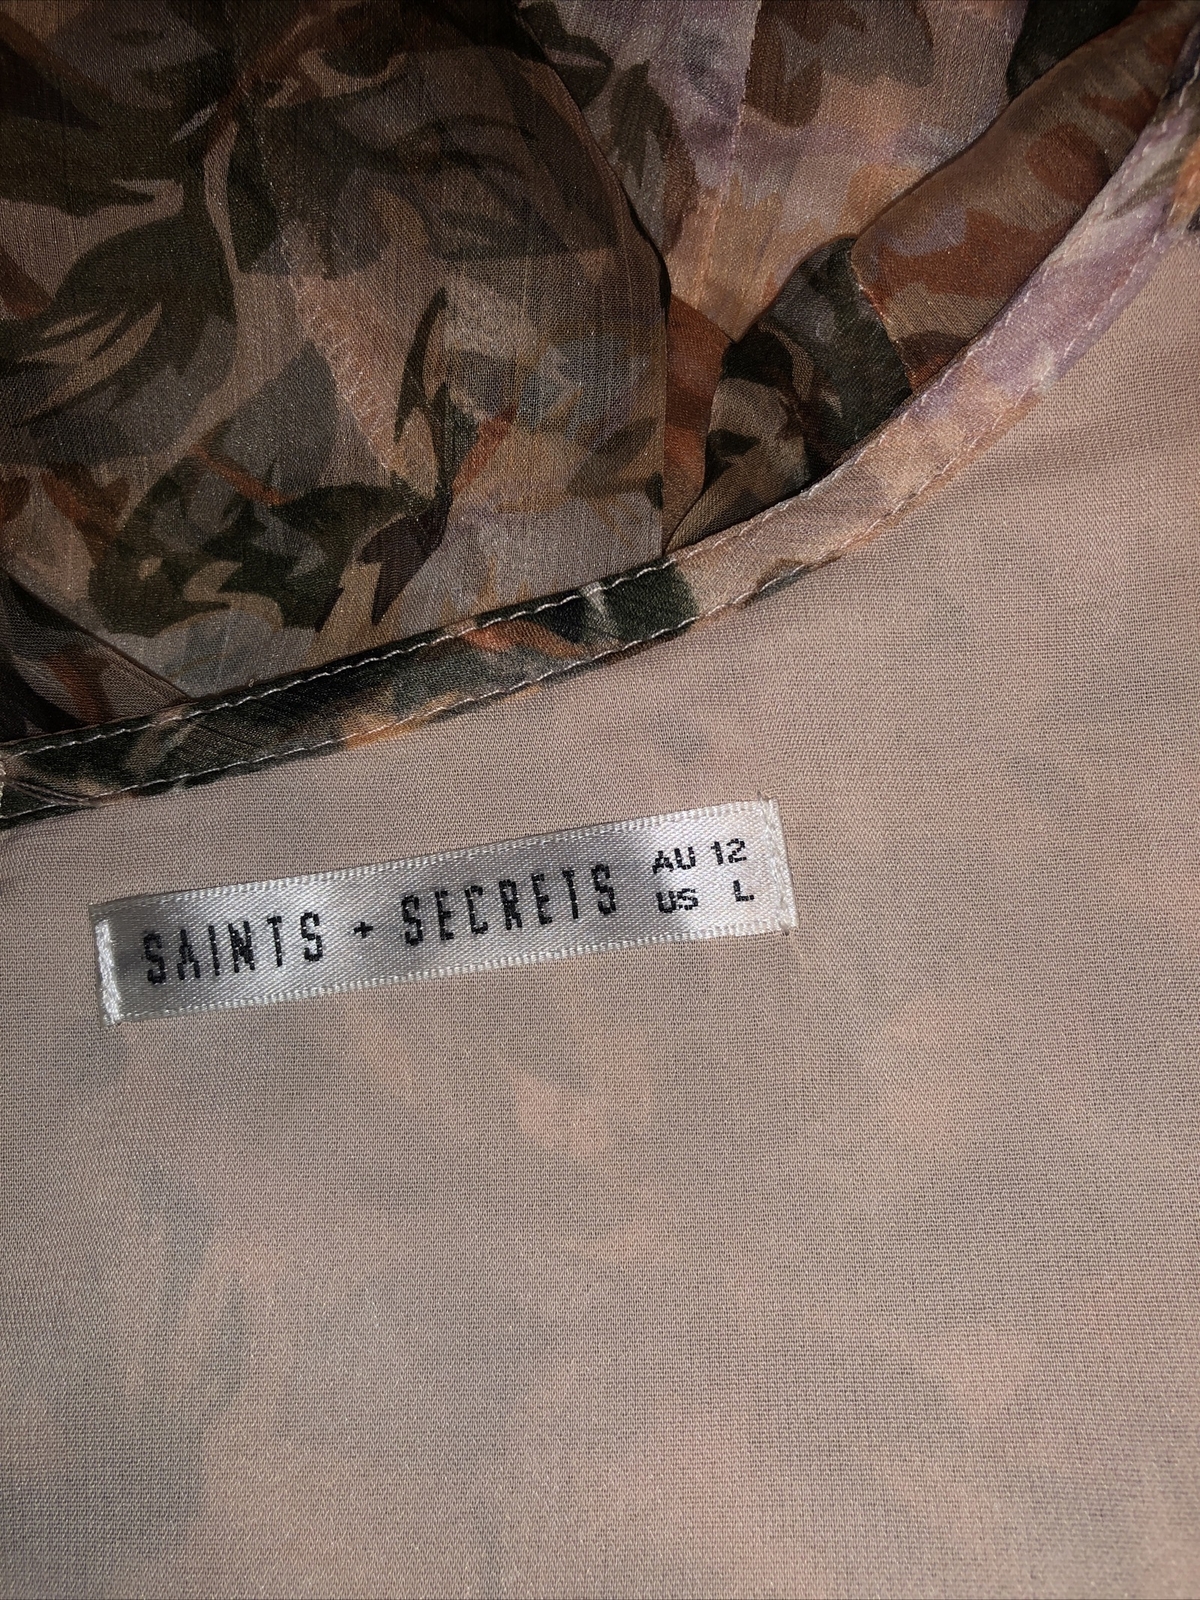 SAINTS + SECRETS
AU 12
US L